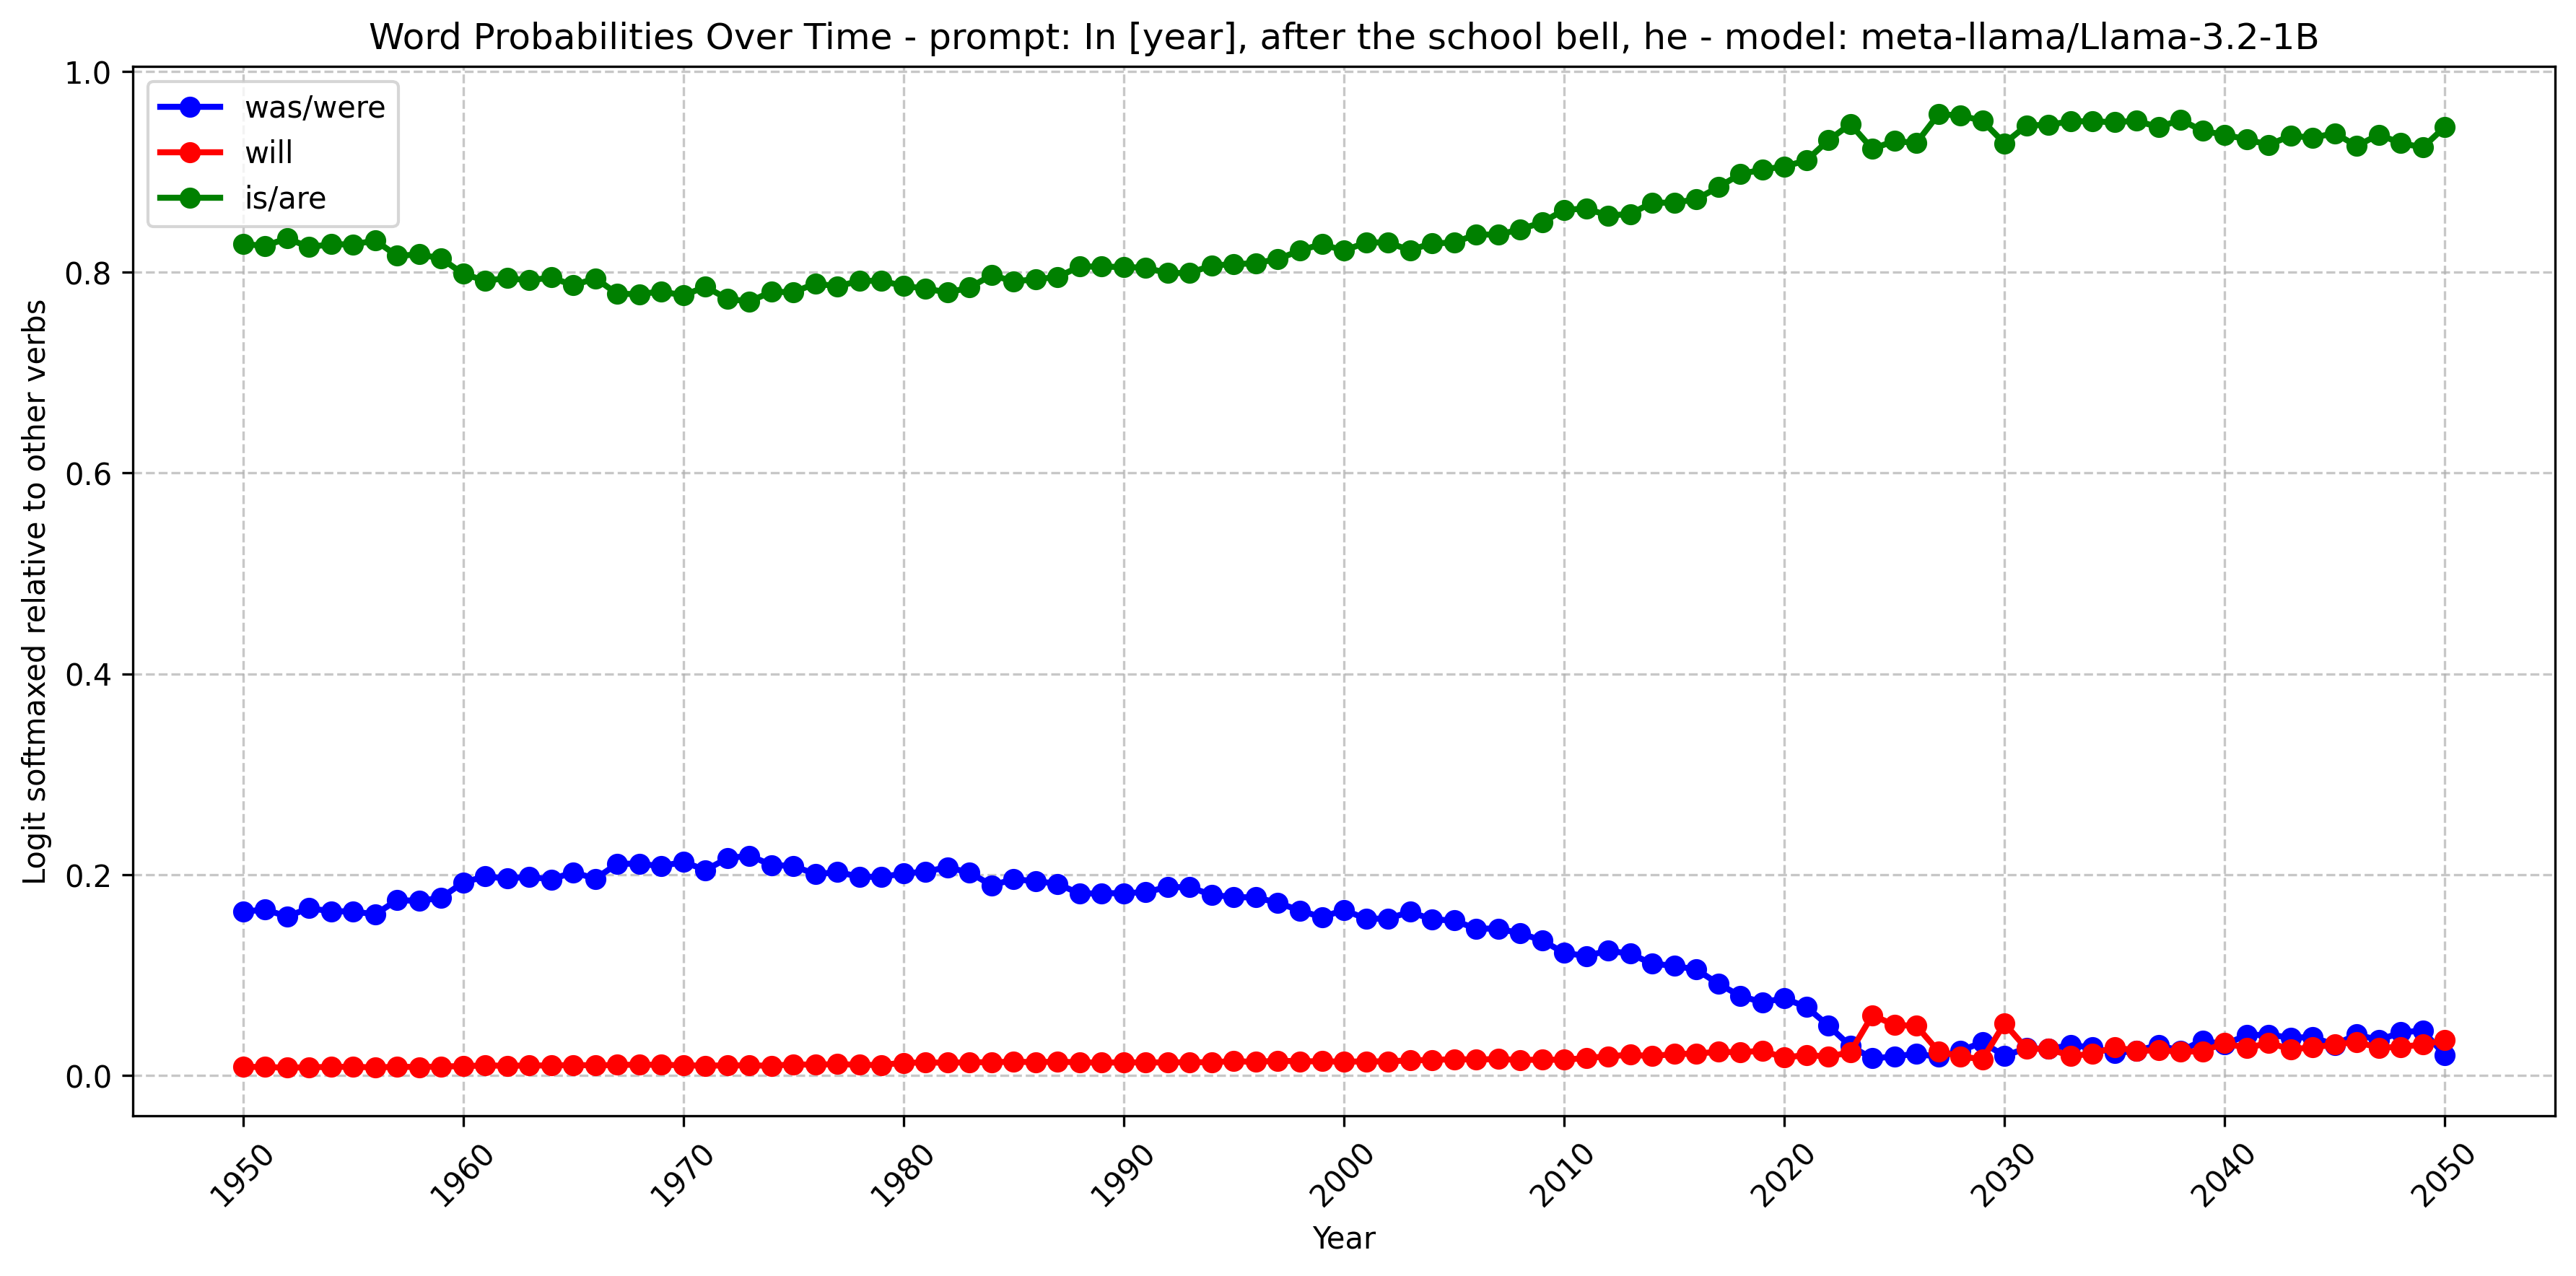 Word Probabilities Over Time - prompt: In [year], after the school bell, he - model: meta-llama/Llama-3.2-1B
was/were
will
is/are
Logit softmaxed relative to other verbs
1.0
0.8
0.6
0.4
0.2
0.0
1950
1960
1970
1980
1990
2000
2010
2020
2030
2040
2050
Year